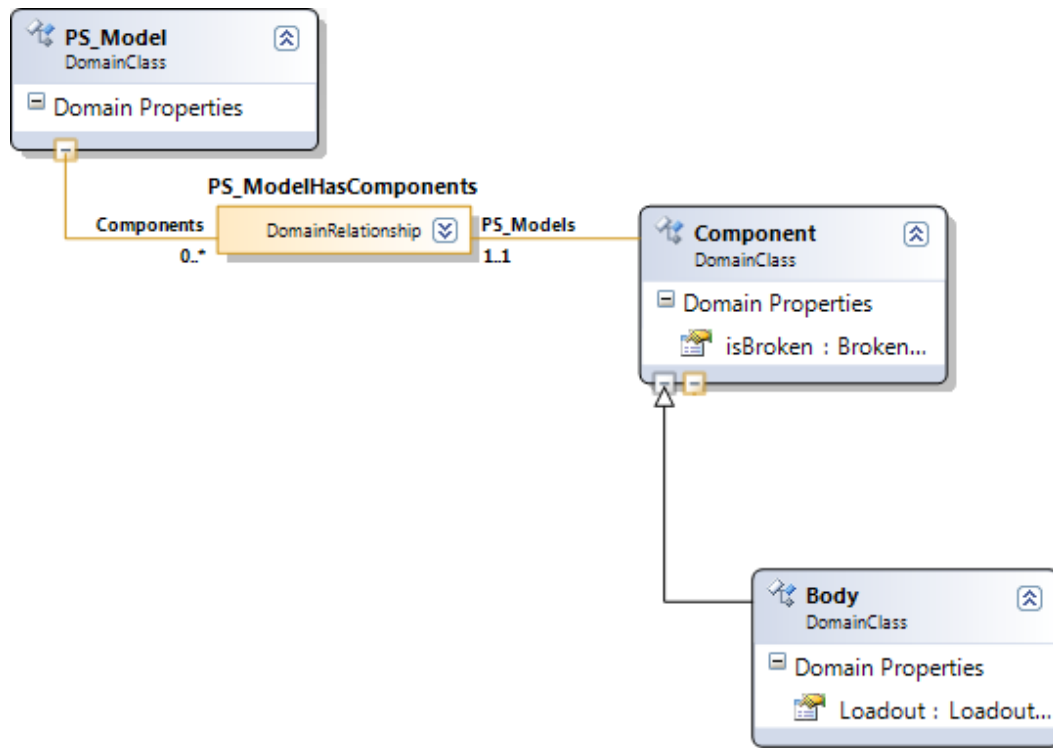 PS_Model
DomainClass
Domain Properties
PS_ModelHasComponents
Components
DomainRelationship
PS_Models
0..*
1..1
Component
DomainClass
Domain Properties
isBroken : Broken...
Body
DomainClass
Domain Properties
Loadout : Loadout...